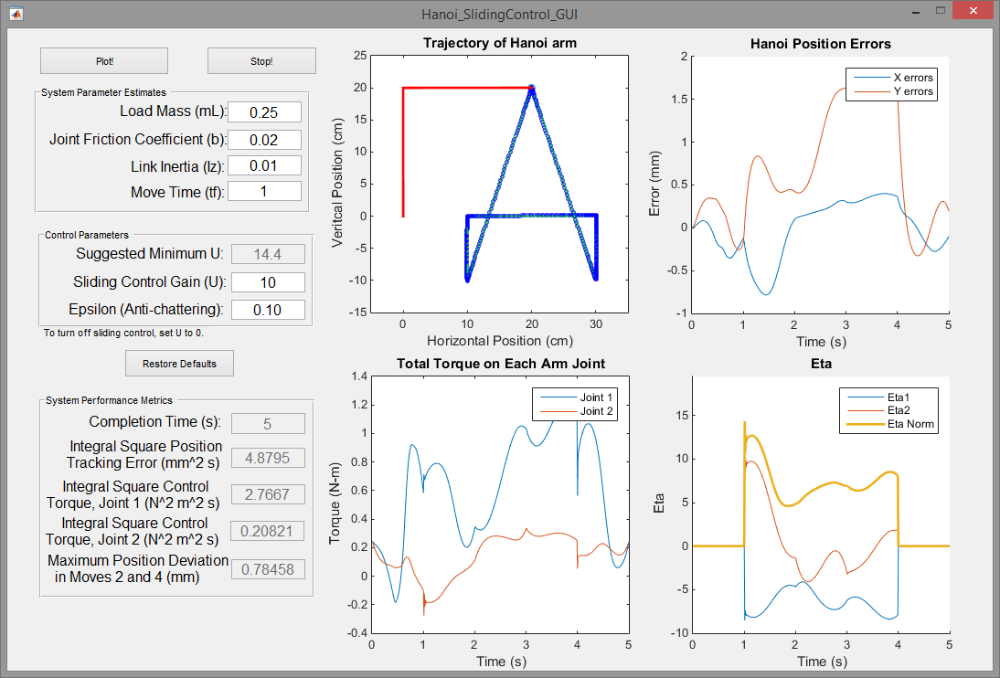 Hanoi_SlidingControl_GUI
Plot!
Stop!
System Parameter Estimates
Load Mass (mL): 0.25
Joint Friction Coefficient (b): 0.02
Link Inertia (Iz): 0.01
Move Time (tf): 1
Control Parameters
Suggested Minimum U: 14.4
Sliding Control Gain (U): 10
Epsilon (Anti-chattering): 0.10
To turn off sliding control, set U to 0.
Restore Defaults
System Performance Metrics
Completion Time (s): 5
Integral Square Position
Tracking Error (mm^2 s) 4.8795
Integral Square Control
Torque, Joint 1 (N^2 m^2 s) 2.7667
Integral Square Control
Torque, Joint 2 (N^2 m^2 s) 0.20821
Maximum Position Deviation
in Moves 2 and 4 (mm) 0.78458
Trajectory of Hanoi arm
Veritcal Position (cm)
25
20
15
10
5
0
-5
-10
-15
0 10 20 30
Horizontal Position (cm)
Hanoi Position Errors
X errors
Y errors
Error (mm)
2
1.5
1
0.5
0
-0.5
-1
0 1 2 3 4 5
Time (s)
Total Torque on Each Arm Joint
Joint 1
Joint 2
Torque (N-m)
1.4
1.2
1
0.8
0.6
0.4
0.2
0
-0.2
-0.4
0 1 2 3 4 5
Time (s)
Eta
Eta1
Eta2
Eta Norm
Eta
15
10
5
0
-5
-10
0 1 2 3 4 5
Time (s)